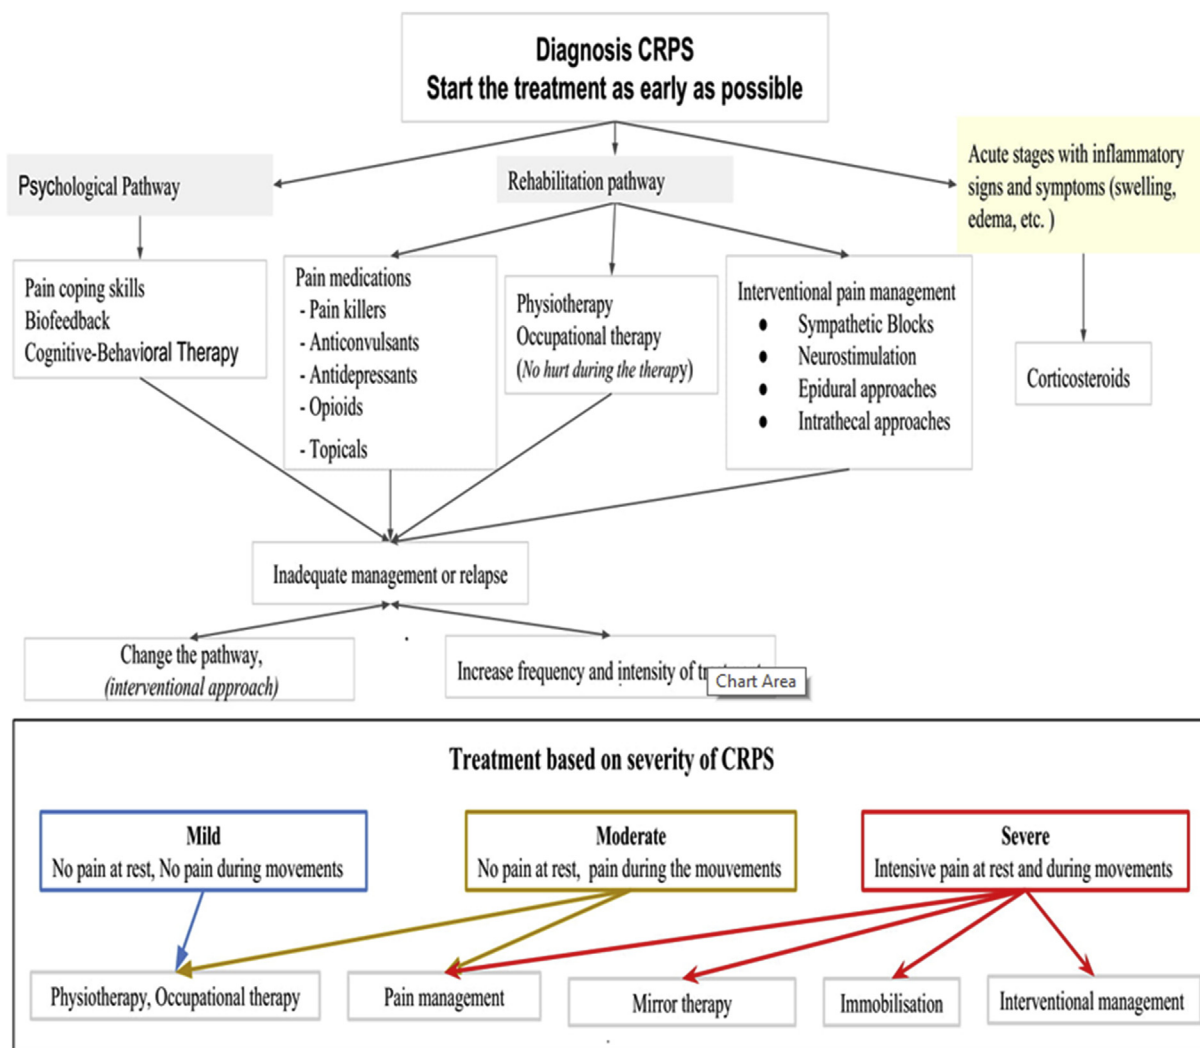 Diagnosis CRPS
Start the treatment as early as possible
Psychological Pathway
Rehabilitation pathway
Acute stages with inflammatory
signs and symptoms (swelling,
edema, etc. )
Pain coping skills
Biofeedback
Cognitive-Behavioral Therapy
Pain medications
- Pain killers
- Anticonvulsants
- Antidepressants
- Opioids
- Topicals
Physiotherapy
Occupational therapy
(No hurt during the therapy)
Interventional pain management
● Sympathetic Blocks
● Neurostimulation
● Epidural approaches
● Intrathecal approaches
Corticosteroids
Inadequate management or relapse
Change the pathway,
(interventional approach)
Increase frequency and intensity of
Chart Area
Treatment based on severity of CRPS
Mild
No pain at rest, No pain during movements
Moderate
No pain at rest, pain during the mouvements
Severe
Intensive pain at rest and during movements
Physiotherapy, Occupational therapy
Pain management
Mirror therapy
Immobilisation
Interventional management